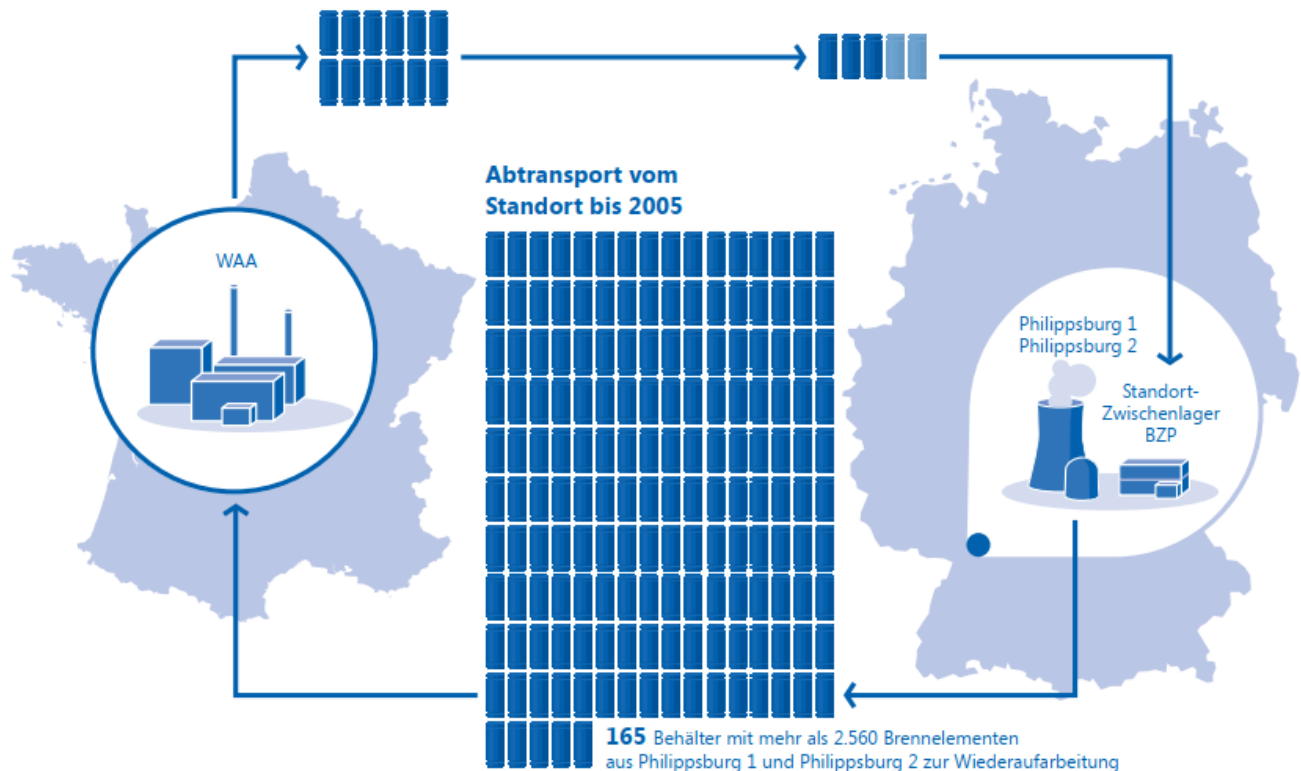 Abtransport vom
Standort bis 2005
WAA
Philippsburg 1
Philippsburg 2
Standort-
Zwischenlager
BZP
165 Behälter mit mehr als 2.560 Brennelementen
aus Philippsburg 1 und Philippsburg 2 zur Wiederaufarbeitung